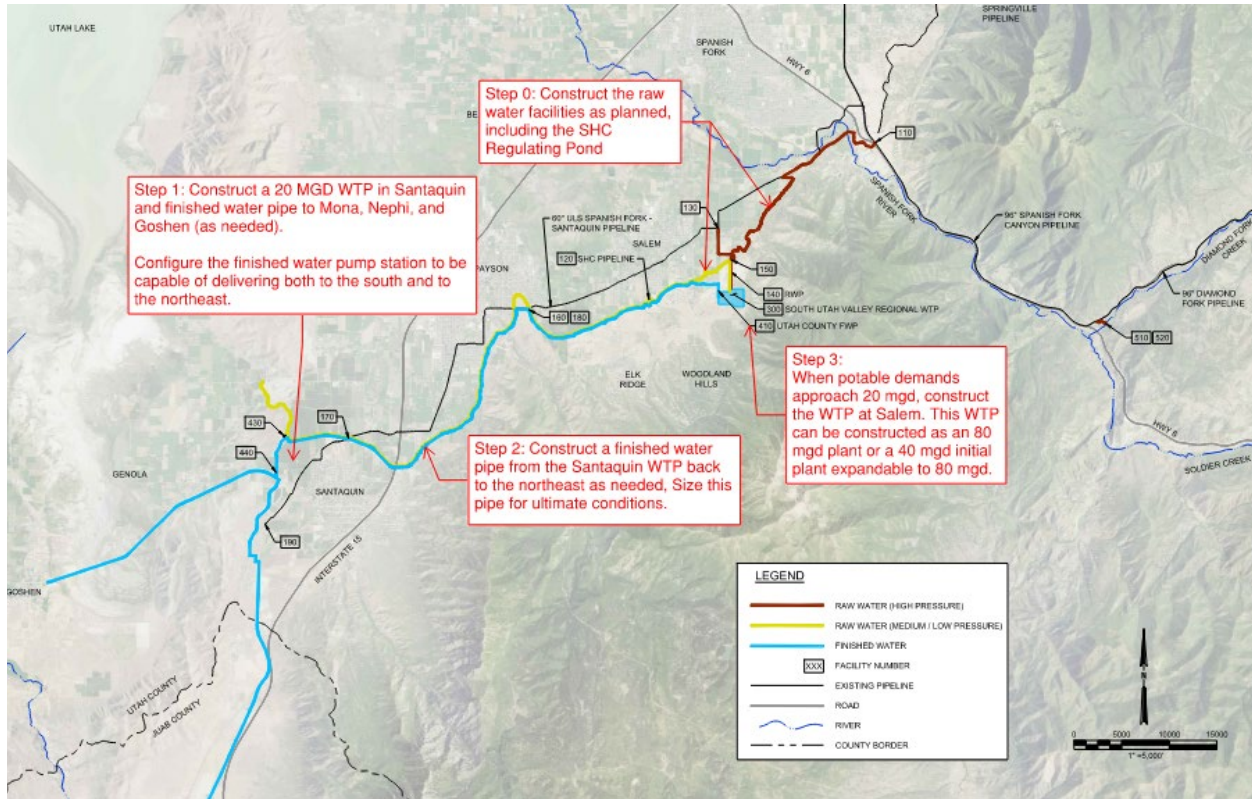 UTAH LAKE
SPRINGVILLE
PIPELINE
SPANISH
FORK
HWY 6
Step 0: Construct the raw
water facilities as planned,
including the SHC
Regulating Pond
110
Step 1: Construct a 20 MGD WTP in Santaquin
and finished water pipe to Mona, Nephi, and
Goshen (as needed).
Configure the finished water pump station to be
capable of delivering both to the south and to
the northeast.
SPANISH FORK
RIVER
130
60" ULS SPANISH FORK -
SANTAQUIN PIPELINE
SALEM
120 SHC PIPELINE
96" SPANISH FORK
CANYON PIPELINE
DIAMOND FORK
CREEK
PAYSON
150
140 RWP
300 SOUTH UTAH VALLEY REGIONAL WTP
410 UTAH COUNTY FWP
96" DIAMOND
FORK PIPELINE
160 180
510 520
ELK
RIDGE
WOODLAND
HILLS
Step 3:
When potable demands
approach 20 mgd, construct
the WTP at Salem. This WTP
can be constructed as an 80
mgd plant or a 40 mgd initial
plant expandable to 80 mgd.
HWY 6
SOLDIER CREEK
430
170
440
GENOLA
SANTAQUIN
Step 2: Construct a finished water
pipe from the Santaquin WTP back
to the northeast as needed, Size this
pipe for ultimate conditions.
190
INTERSTATE 15
GOSHEN
UTAH COUNTY
JUAB COUNTY
LEGEND
RAW WATER (HIGH PRESSURE)
RAW WATER (MEDIUM / LOW PRESSURE)
FINISHED WATER
XXX FACILITY NUMBER
EXISTING PIPELINE
ROAD
RIVER
COUNTY BORDER
N
0 5000 10000 15000
1" =5,000'